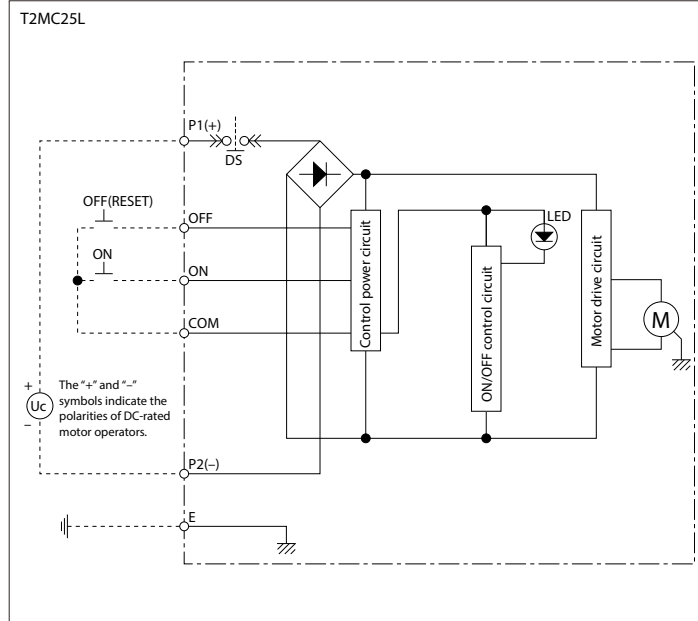 T2MC25L
P1(+)
DS
OFF(RESET)
OFF
LED
ON
ON
COM
Control power circuit
ON/OFF control circuit
Motor drive circuit
M
+
Uc
–
The “+” and “–”
symbols indicate the
polarities of DC-rated
motor operators.
P2(–)
E